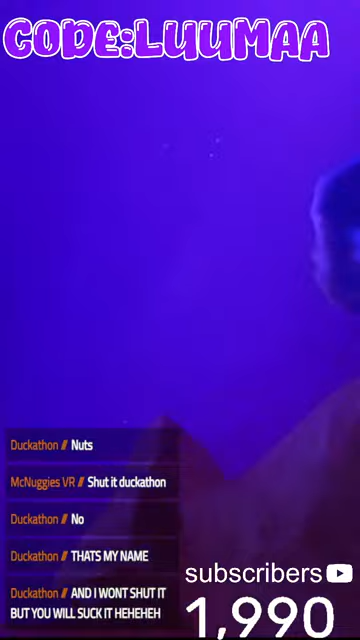 CODE:LUUMAA
Duckathon // Nuts
McNuggies VR // Shut it duckathon
Duckathon // No
Duckathon // THATS MY NAME
Duckathon // AND I WONT SHUT IT
BUT YOU WILL SUCK IT HEHEHEH
subscribers
1,990